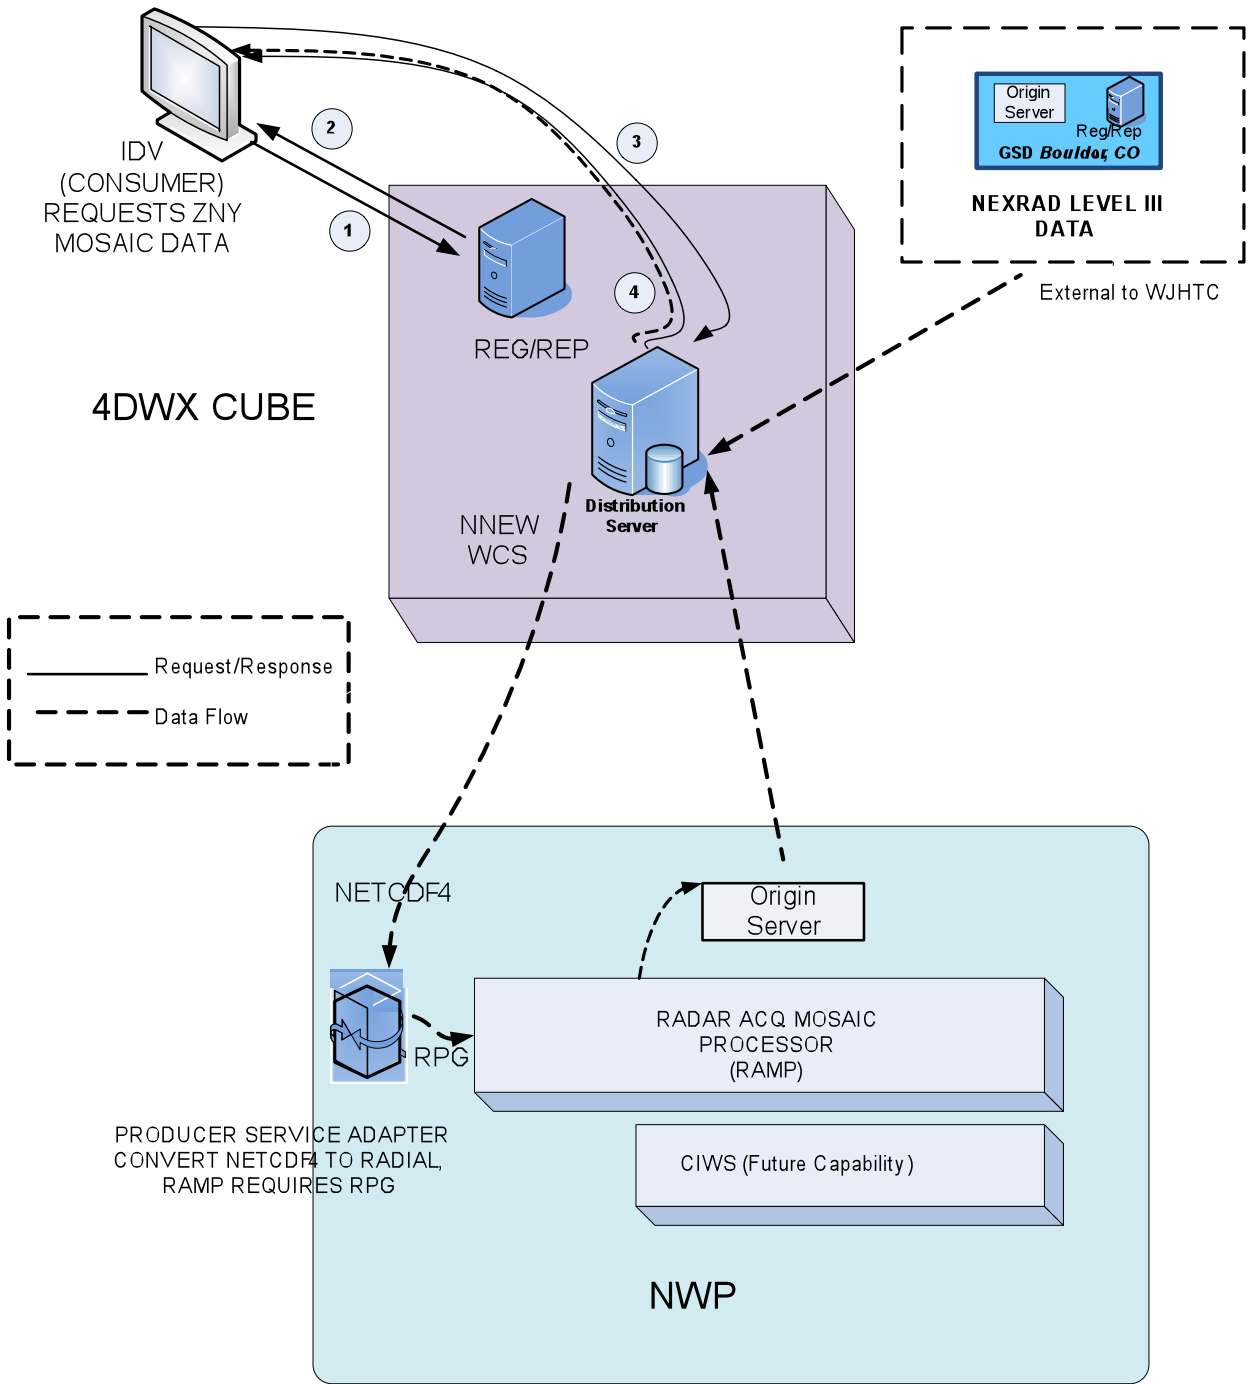 IDV
(CONSUMER)
REQUESTS ZNY
MOSAIC DATA
2
1
3
4
Origin
Server
Reg/Rep
GSD Boulder, CO
NEXRAD LEVEL III
DATA
External to WJHTC
REG/REP
4DWX CUBE
Distribution
Server
NNEW
WCS
Request/Response
Data Flow
NETCDF4
Origin
Server
RADAR ACQ MOSAIC
PROCESSOR
(RAMP)
RPG
PRODUCER SERVICE ADAPTER
CONVERT NETCDF4 TO RADIAL,
RAMP REQUIRES RPG
CIWS (Future Capability)
NWP